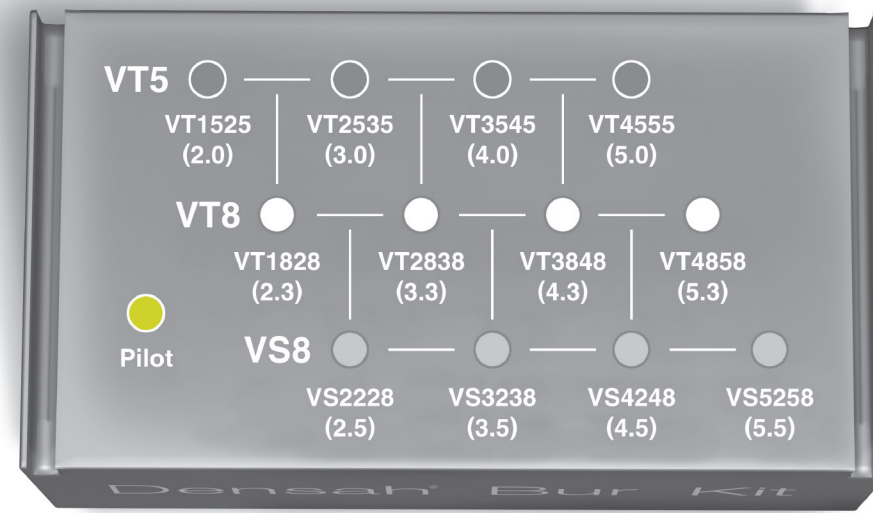 VT5
VT1525 VT2535 VT3545 VT4555
(2.0) (3.0) (4.0) (5.0)
VT8
VT1828 VT2838 VT3848 VT4858
(2.3) (3.3) (4.3) (5.3)
Pilot VS8
VS2228 VS3238 VS4248 VS5258
(2.5) (3.5) (4.5) (5.5)
Densah® Bur Kit